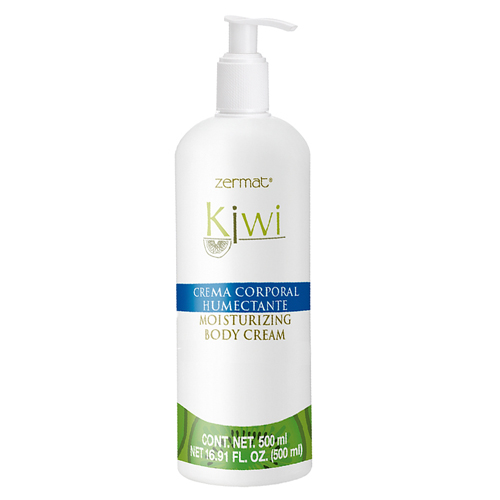 zermat®
Kiwi
CREMA CORPORAL
HUMECTANTE
MOISTURIZING
BODY CREAM
CONT. NET. 500 ml
NET 16.91 FL. OZ. (500 ml)